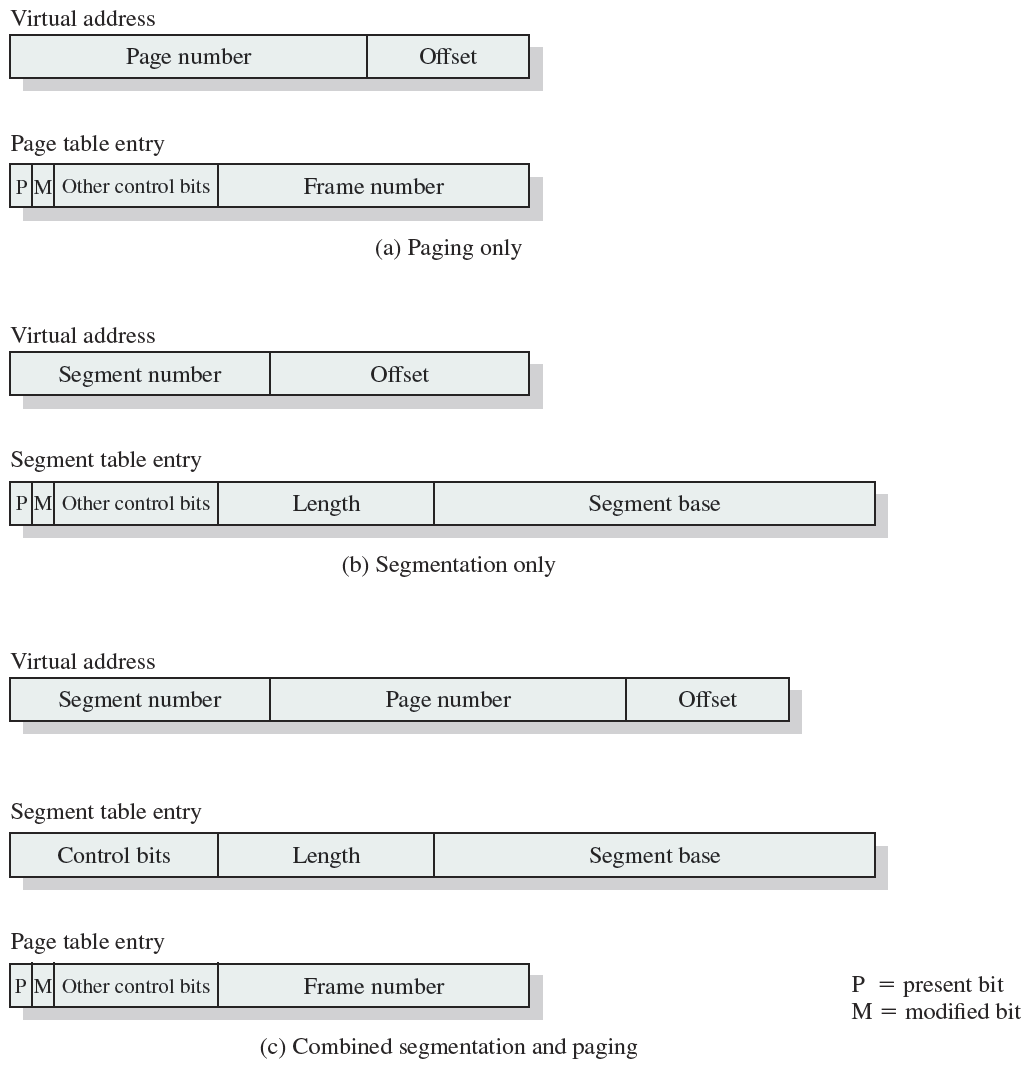 Virtual address
Page number Offset
Page table entry
P M Other control bits Frame number
(a) Paging only
Virtual address
Segment number Offset
Segment table entry
P M Other control bits Length Segment base
(b) Segmentation only
Virtual address
Segment number Page number Offset
Segment table entry
Control bits Length Segment base
Page table entry
P M Other control bits Frame number
P = present bit
M = modified bit
(c) Combined segmentation and paging